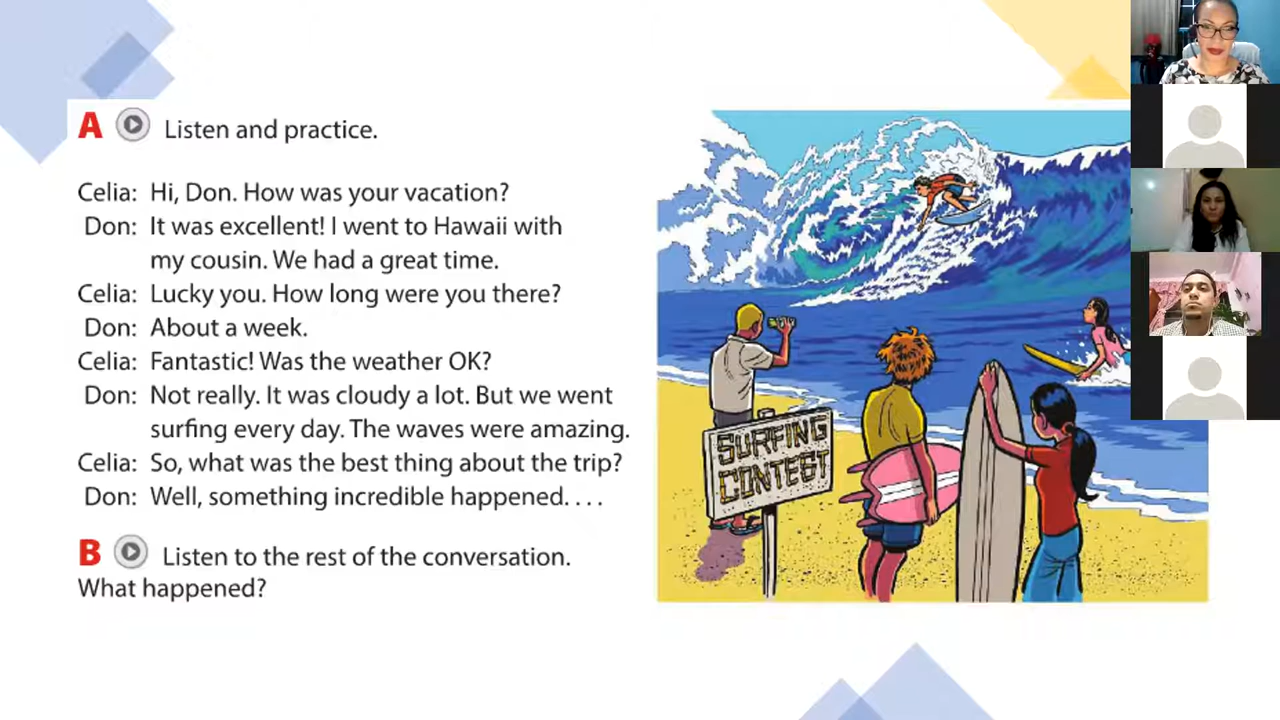 A Listen and practice.
Celia: Hi, Don. How was your vacation?
Don: It was excellent! I went to Hawaii with
my cousin. We had a great time.
Celia: Lucky you. How long were you there?
Don: About a week.
Celia: Fantastic! Was the weather OK?
Don: Not really. It was cloudy a lot. But we went
surfing every day. The waves were amazing.
Celia: So, what was the best thing about the trip?
Don: Well, something incredible happened. . . .
B Listen to the rest of the conversation.
What happened?
SURFING
CONTEST